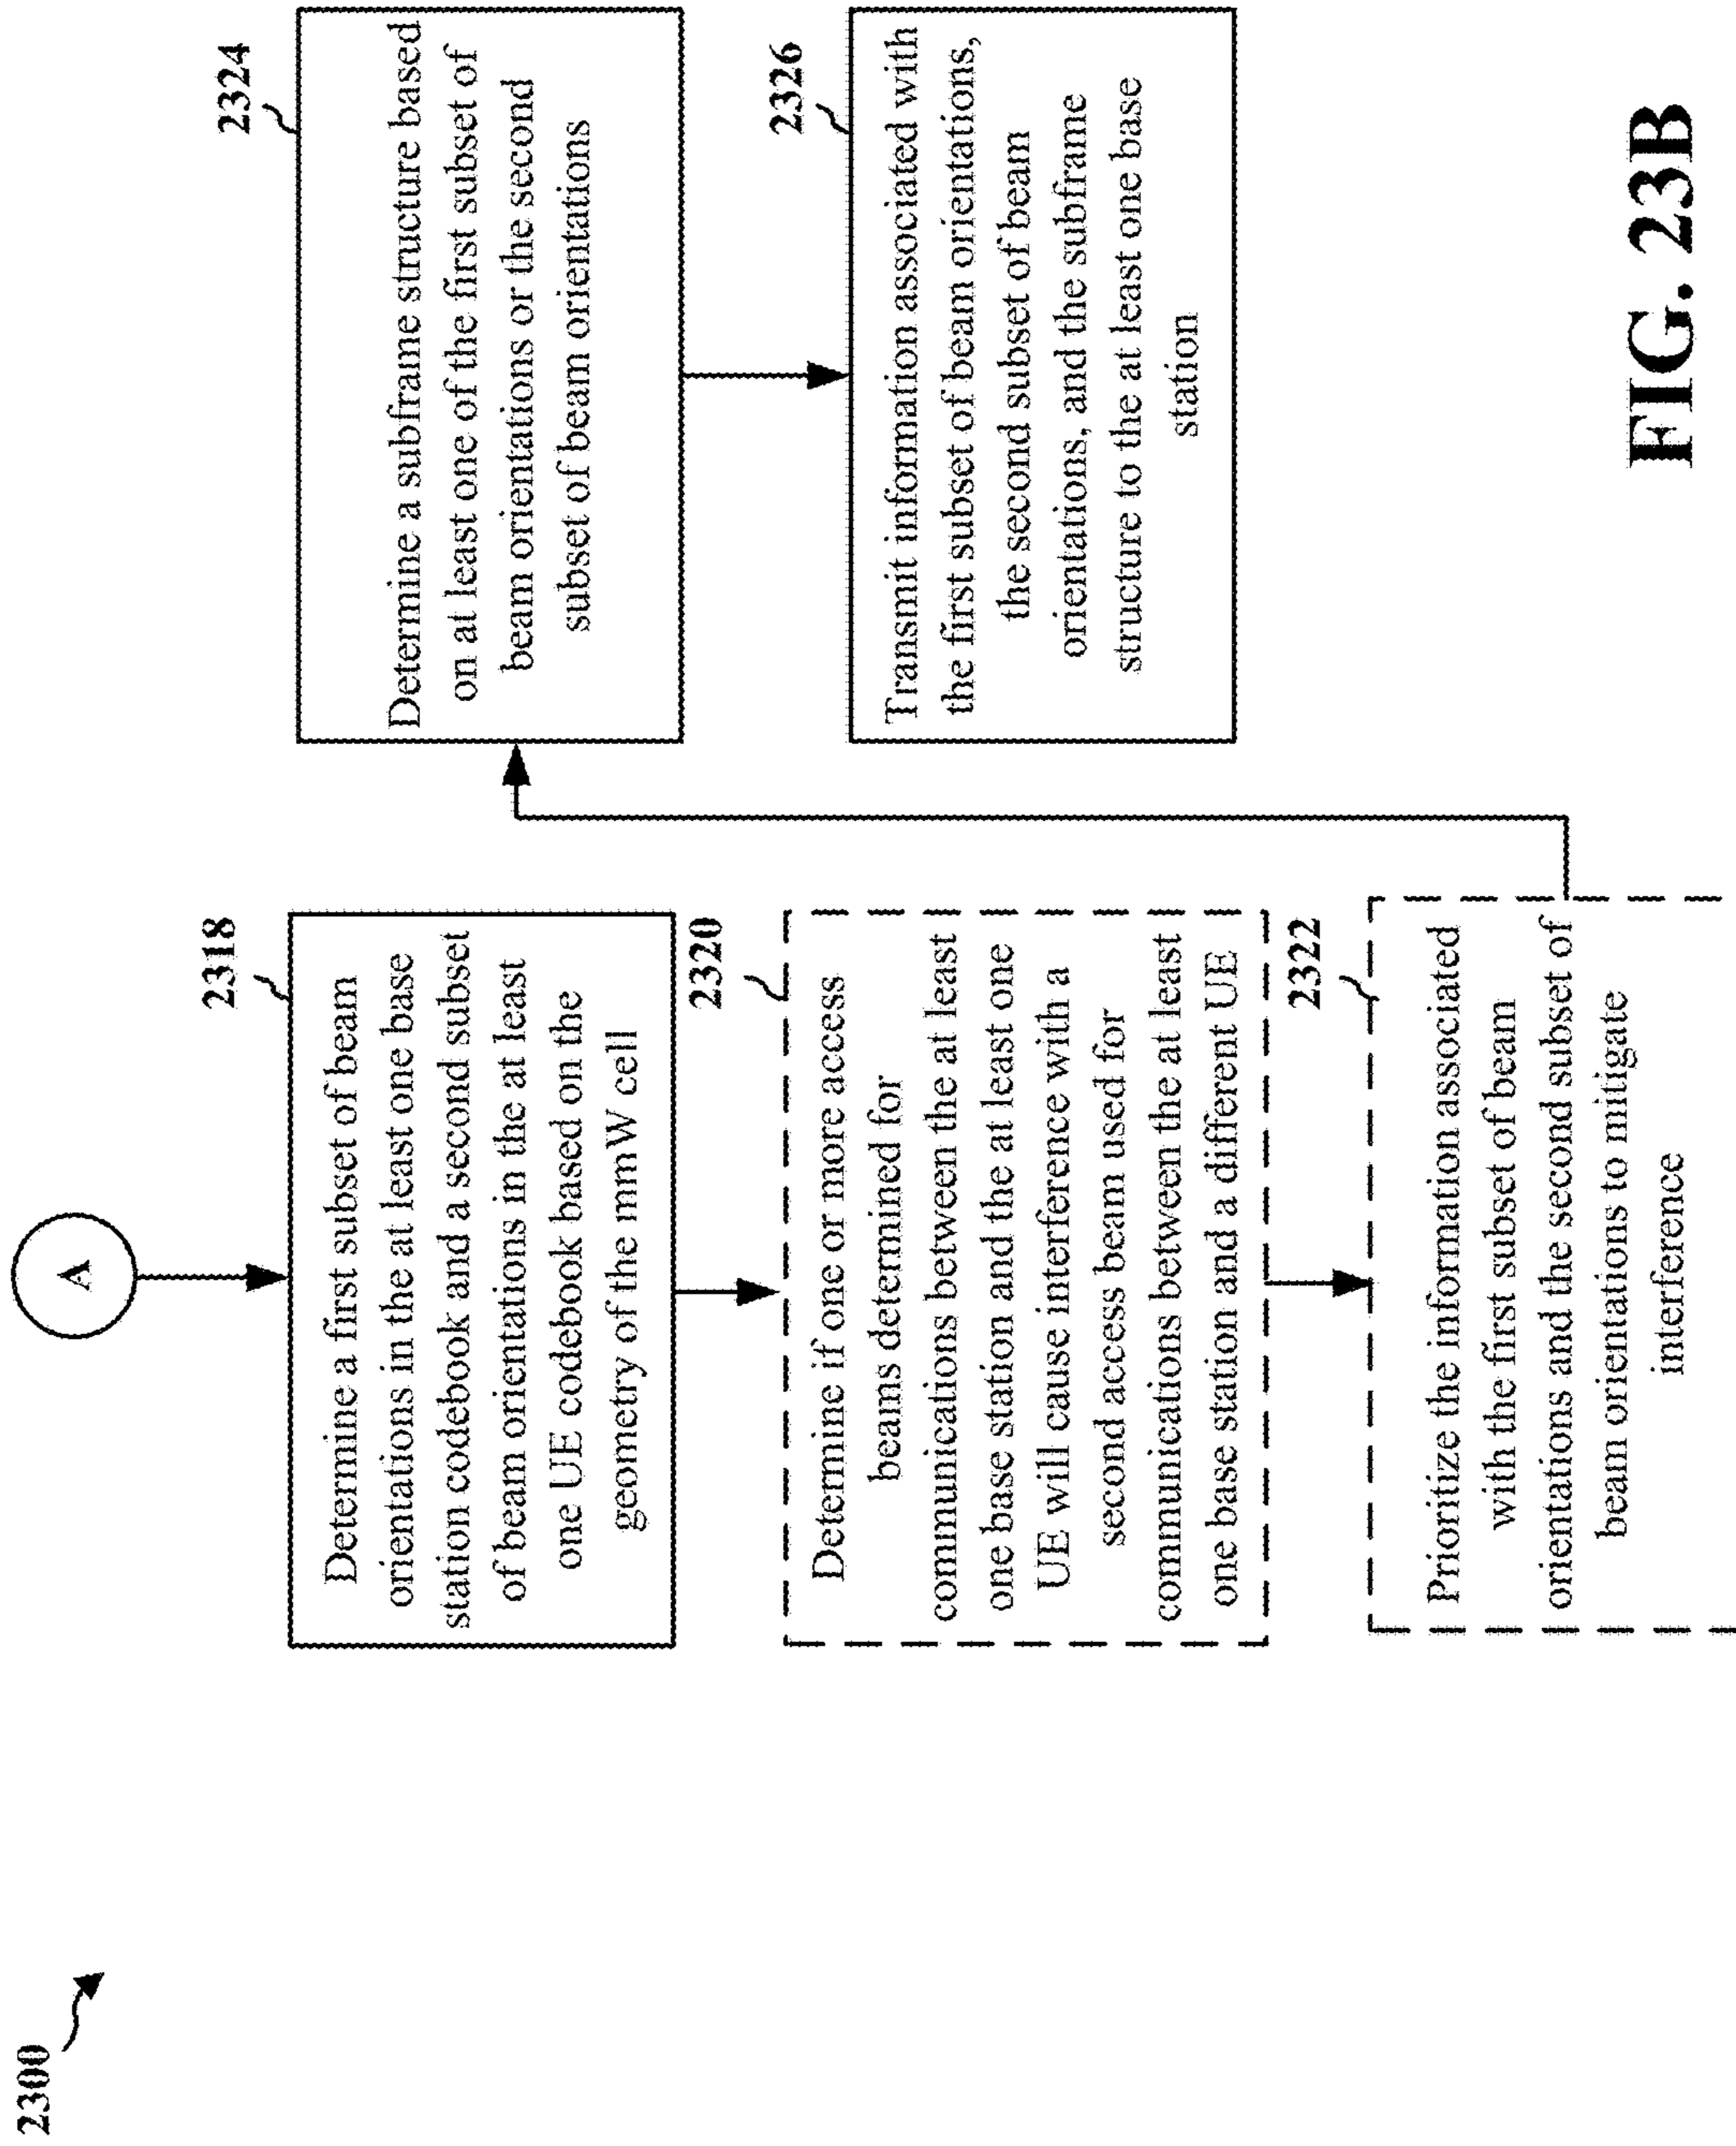 2300
A
2318
Determine a first subset of beam
orientations in the at least one base
station codebook and a second subset
of beam orientations in the at least
one UE codebook based on the
geometry of the mmW cell
2320
Determine if one or more access
beams determined for
communications between the at least
one base station and the at least one
UE will cause interference with a
second access beam used for
communications between the at least
one base station and a different UE
2322
Prioritize the information associated
with the first subset of beam
orientations and the second subset of
beam orientations to mitigate
interference
2324
Determine a subframe structure based
on at least one of the first subset of
beam orientations or the second
subset of beam orientations
2326
Transmit information associated with
the first subset of beam orientations,
the second subset of beam
orientations, and the subframe
structure to the at least one base
station
FIG. 23B